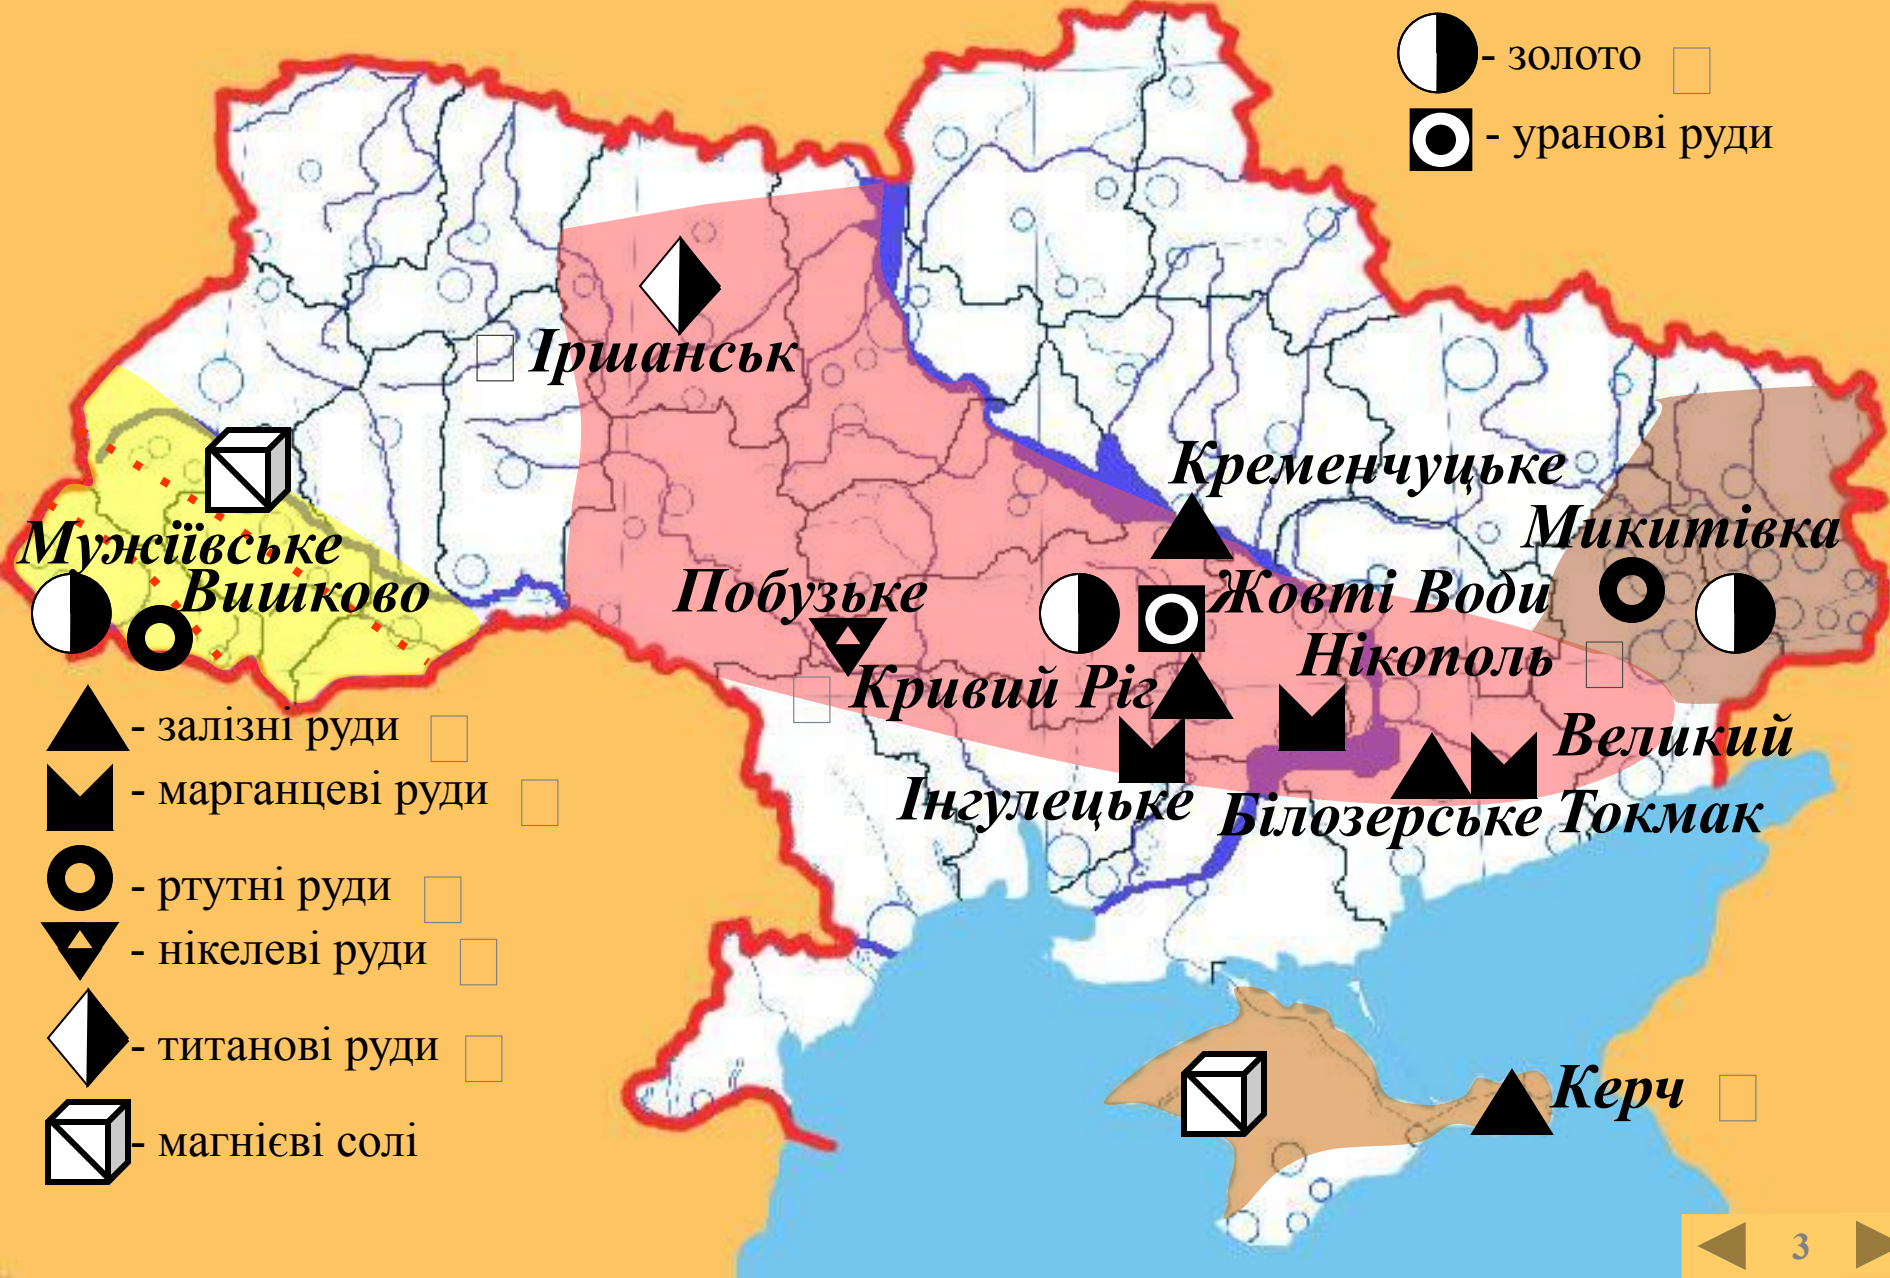 - золото
- уранові руди
Іршанськ
Кременчуцьке
Микитівка
Мужіївське
Вишково
Побузьке
Жовті Води
Нікополь
Кривий Ріг
Великий
Токмак
Інгулецьке
Білозерське
- залізні руди
- марганцеві руди
- ртутні руди
- нікелеві руди
- титанові руди
- магнієві солі
Керч
3